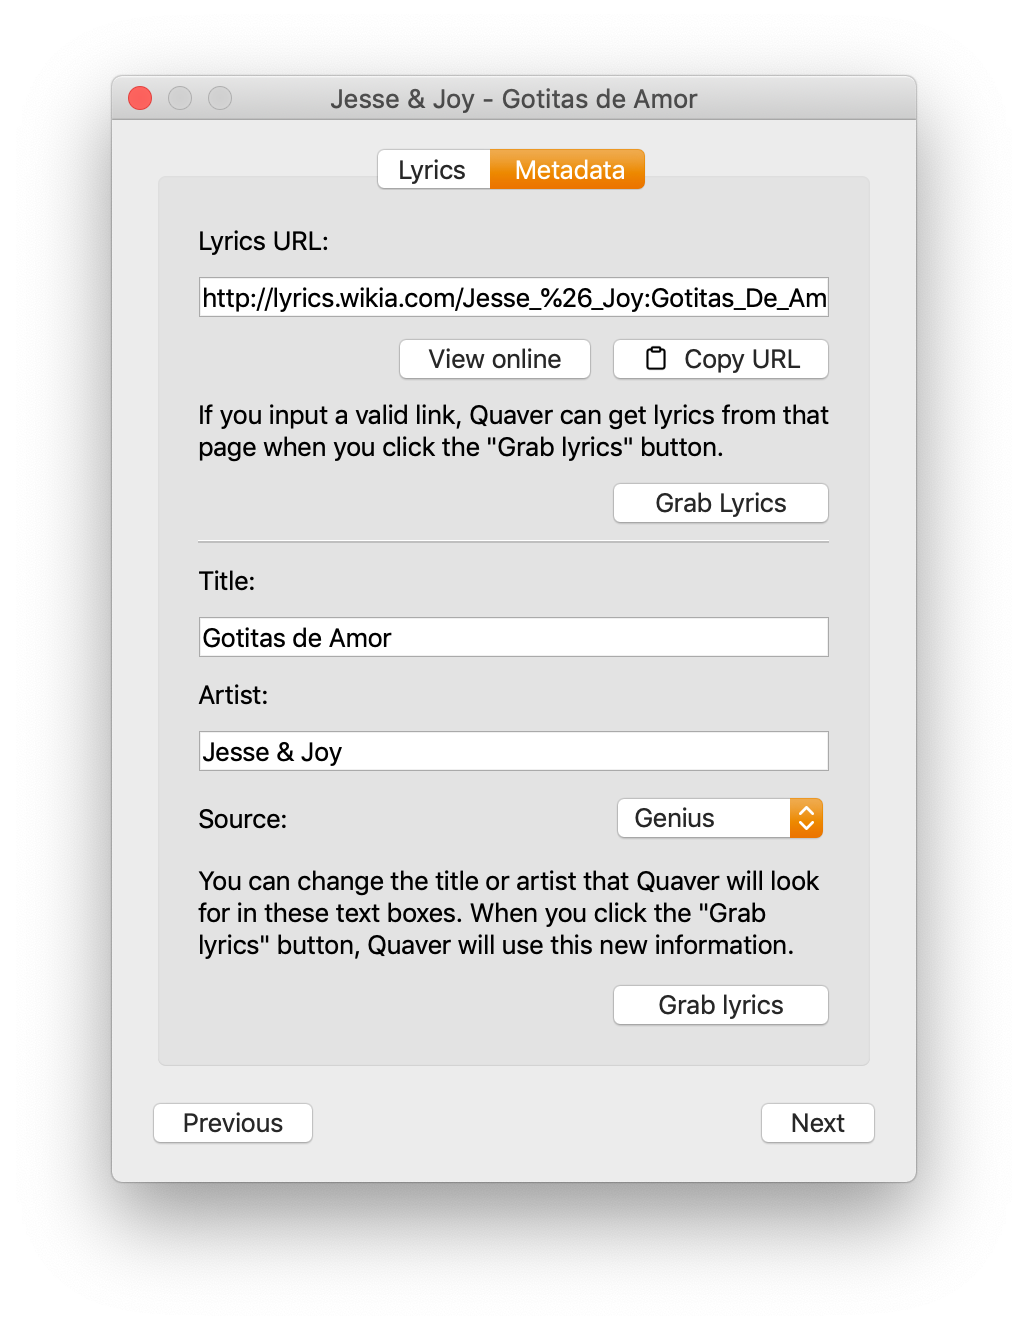 Jesse & Joy - Gotitas de Amor
Lyrics
Metadata
Lyrics URL:
http://lyrics.wikia.com/Jesse_%26_Joy:Gotitas_De_Am
View online
Copy URL
If you input a valid link, Quaver can get lyrics from that
page when you click the "Grab lyrics" button.
Grab Lyrics
Title:
Gotitas de Amor
Artist:
Jesse & Joy
Source:
Genius
You can change the title or artist that Quaver will look
for in these text boxes. When you click the "Grab
lyrics" button, Quaver will use this new information.
Grab lyrics
Previous
Next